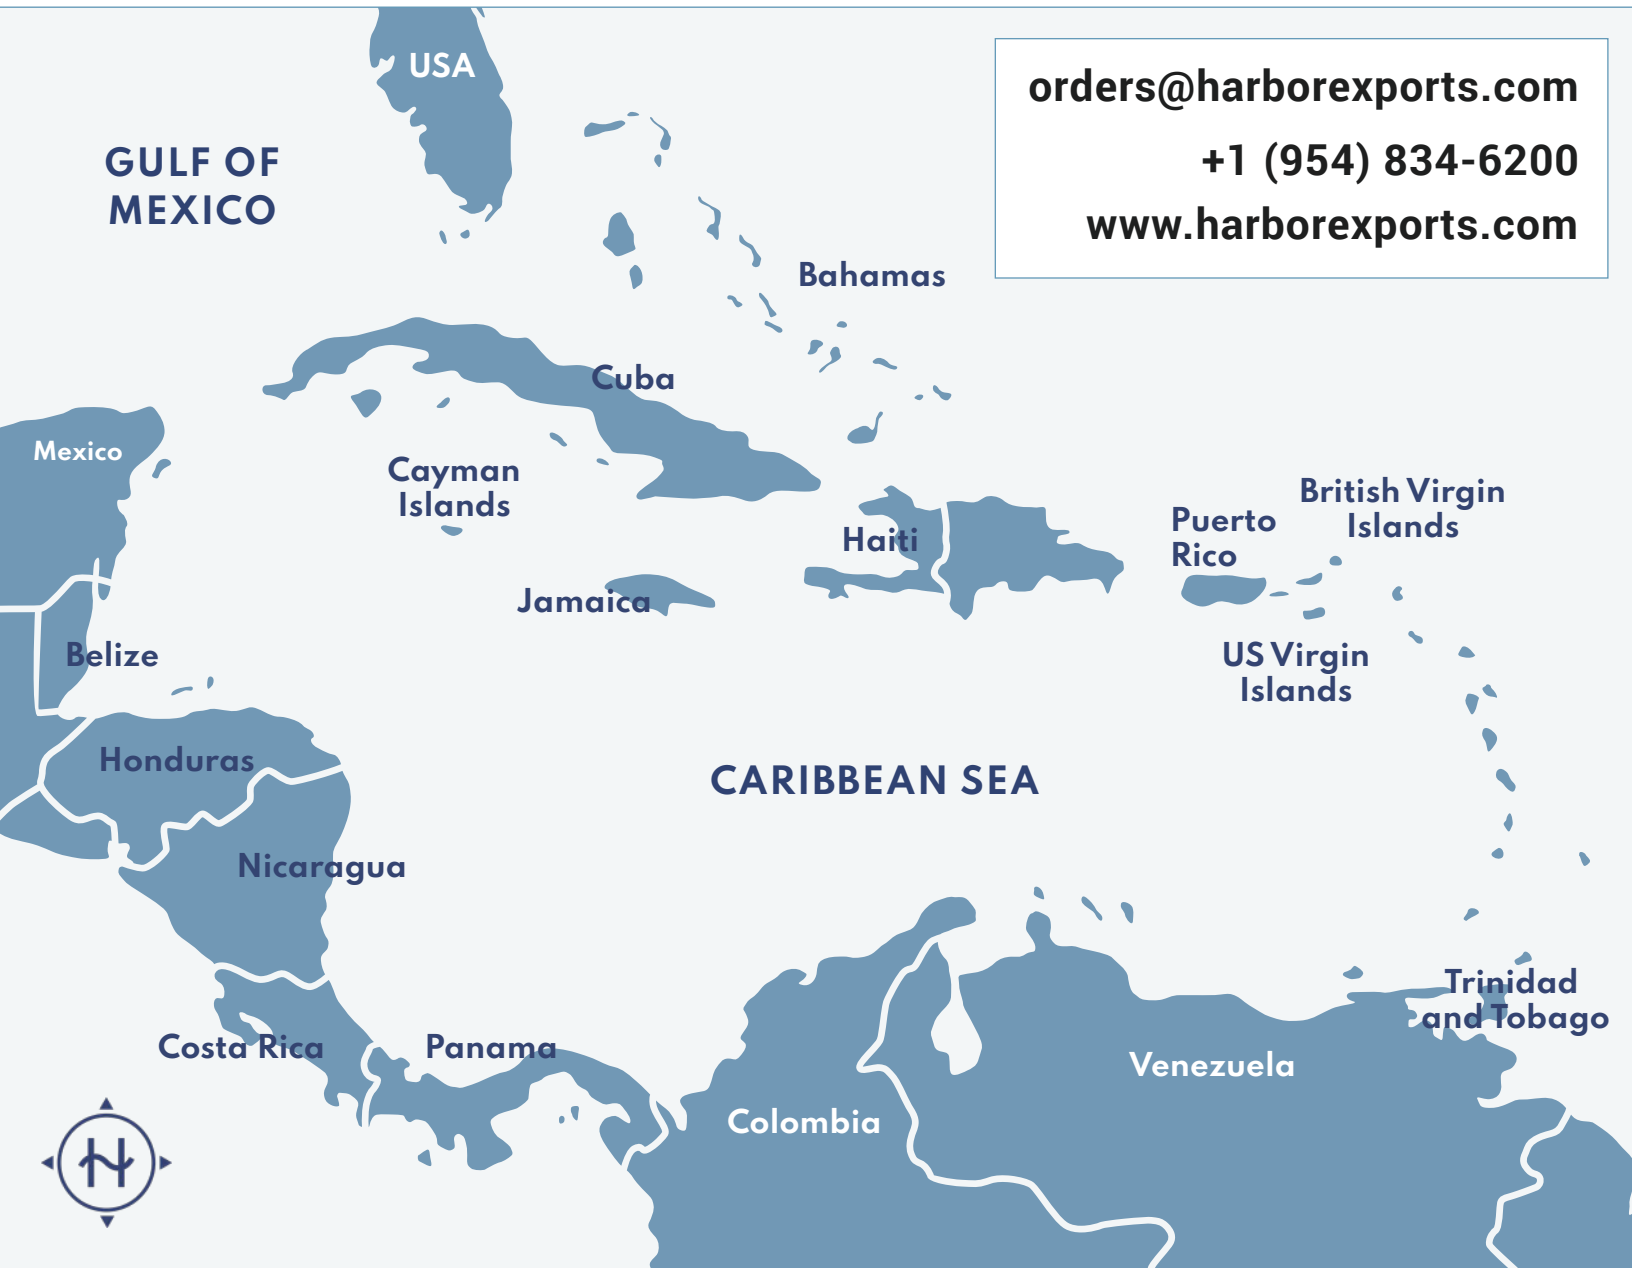 USA
orders@harborexports.com
+1 (954) 834-6200
www.harborexports.com
GULF OF
MEXICO
Bahamas
Cuba
Mexico
Cayman
Islands
British Virgin
Islands
Puerto
Rico
Haiti
Jamaica
Belize
US Virgin
Islands
Honduras
CARIBBEAN SEA
Nicaragua
Trinidad
and Tobago
Costa Rica
Panama
Venezuela
Colombia
H